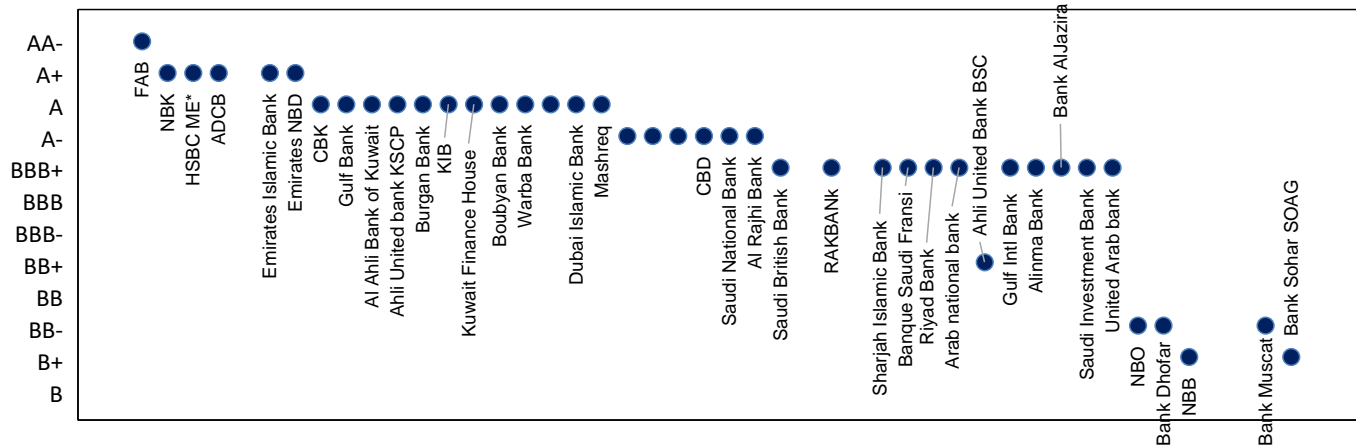 AA-
A+
A
A-
BBB+
BBB
BBB-
BB+
BB
BB-
B+
B
FAB
NBK
HSBC ME*
ADCB
Emirates Islamic Bank
Emirates NBD
CBK
Gulf Bank
Al Ahli Bank of Kuwait
Ahli United bank KSCP
Burgan Bank
KIB
Kuwait Finance House
Boubyan Bank
Warba Bank
Dubai Islamic Bank
Mashreq
CBD
Saudi National Bank
Al Rajhi Bank
Saudi British Bank
RAKBANk
Sharjah Islamic Bank
Banque Saudi Fransi
Riyad Bank
Arab national bank
Ahli United Bank BSC
Gulf Intl Bank
Alinma Bank
Bank AlJazira
Saudi Investment Bank
United Arab bank
NBO
Bank Dhofar
NBB
Bank Muscat
Bank Sohar SOAG